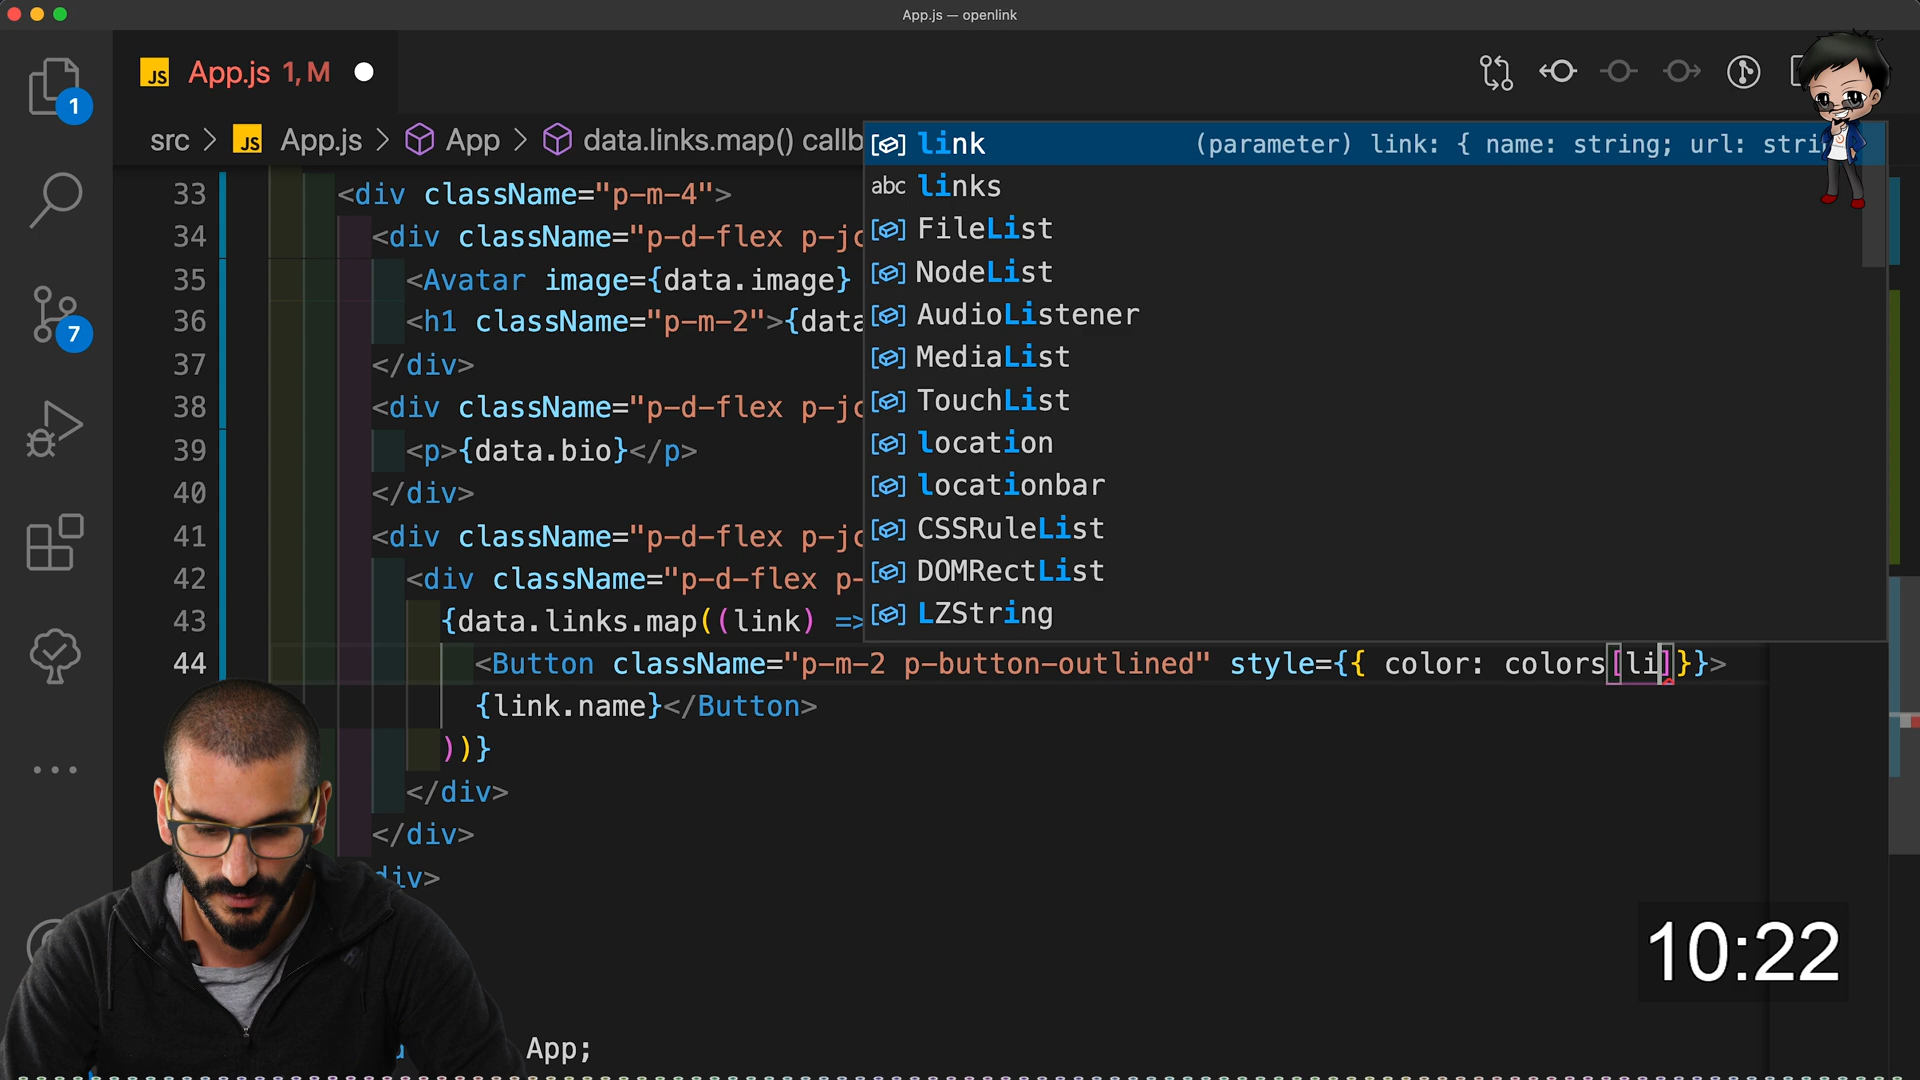 App.js — openlink
JS App.js 1, M
src > JS App.js > App > data.links.map() callb
1
7
link (parameter) link: { name: string; url: stri
links
FileList
NodeList
AudioListener
MediaList
TouchList
location
locationbar
CSSRuleList
DOMRectList
LZString
abc
33 <div className="p-m-4">
34 <div className="p-d-flex p-jc
35 <Avatar image={data.image}
36 <h1 className="p-m-2">{data
37 </div>
38 <div className="p-d-flex p-jc
39 <p>{data.bio}</p>
40 </div>
41 <div className="p-d-flex p-jc
42 <div className="p-d-flex p-
43 {data.links.map((link) =>
44 <Button className="p-m-2 p-button-outlined" style={{ color: colors[li]}}>
{link.name}</Button>
))}
</div>
</div>
div>
App;
10:22